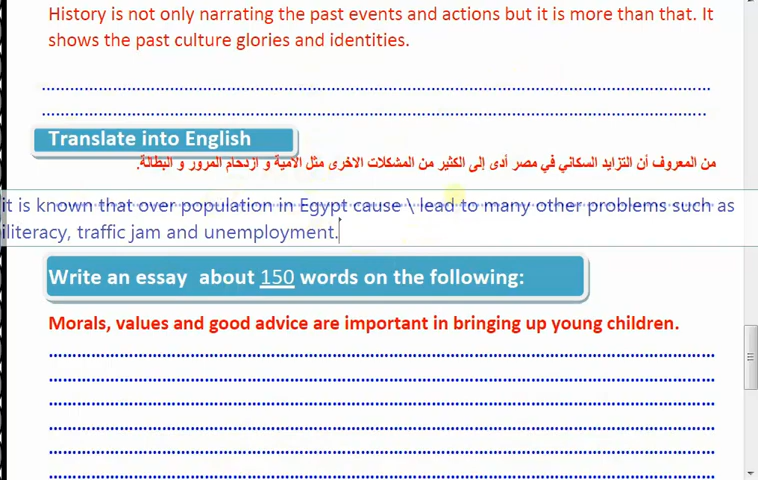 History is not only narrating the past events and actions but it is more than that. It
shows the past culture glories and identities.
Translate into English
من المعروف أن التزايد السكاني في مصر أدى إلى الكثير من المشكلات الاخرى مثل الأمية و ازدحام المرور و البطالة.
it is known that over population in Egypt cause \ lead to many other problems such as
iliteracy, traffic jam and unemployment.
Write an essay about 150 words on the following:
Morals, values and good advice are important in bringing up young children.